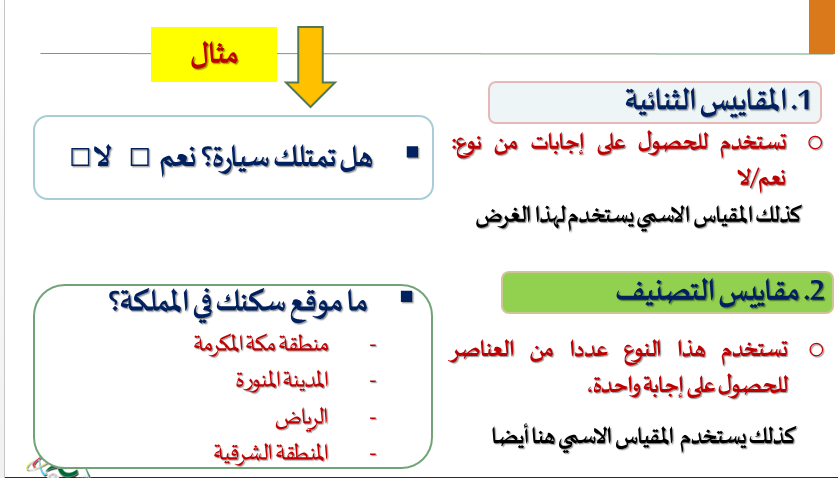 مثال
1. المقاييس الثنائية
تستخدم للحصول على إجابات من نوع:
نعم/لا
كذلك المقياس الاسمي يستخدم لهذا الغرض
▪ هل تمتلك سيارة؟ نعم □ لا □
2. مقاييس التصنيف
تستخدم هذا النوع عددا من العناصر
للحصول على إجابة واحدة،
كذلك يستخدم المقياس الاسمي هنا أيضا
▪ ما موقع سكنك في المملكة؟
- منطقة مكة المكرمة
- المدينة المنورة
- الرياض
- المنطقة الشرقية